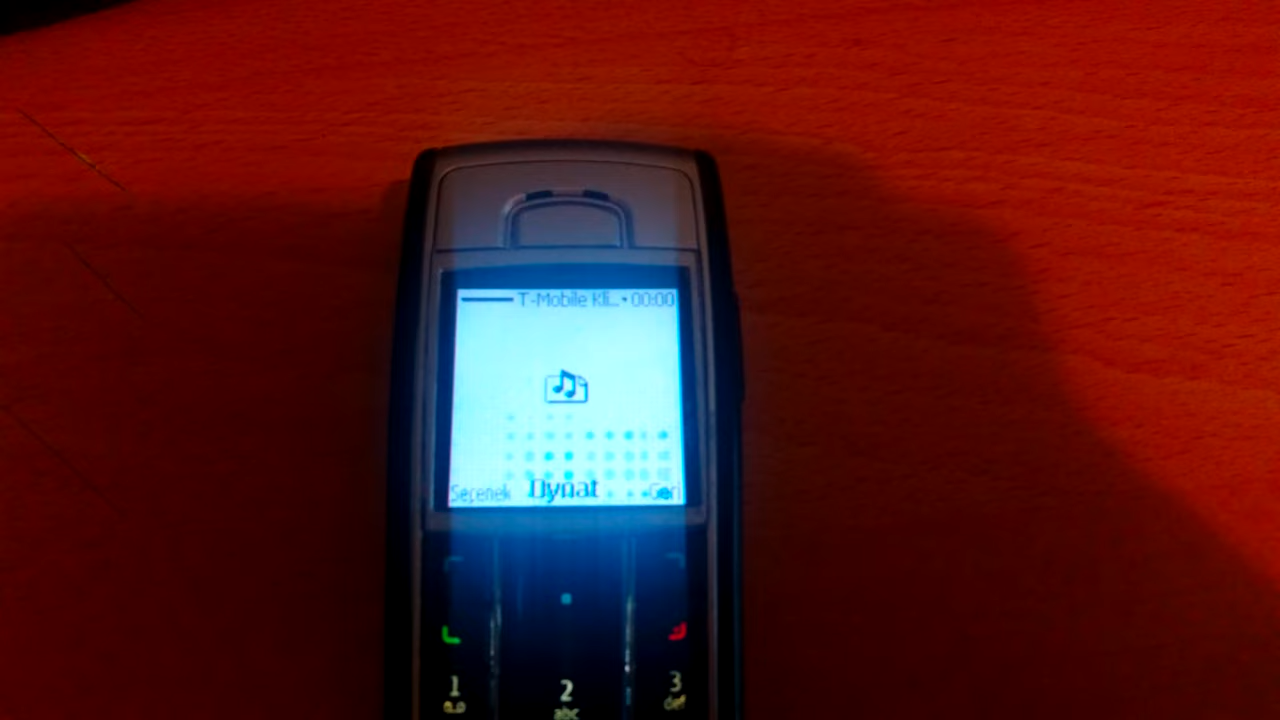 T-Mobile Kli... 00:00
Seçenek Oynat Geri
1 2 3
o.o abc def